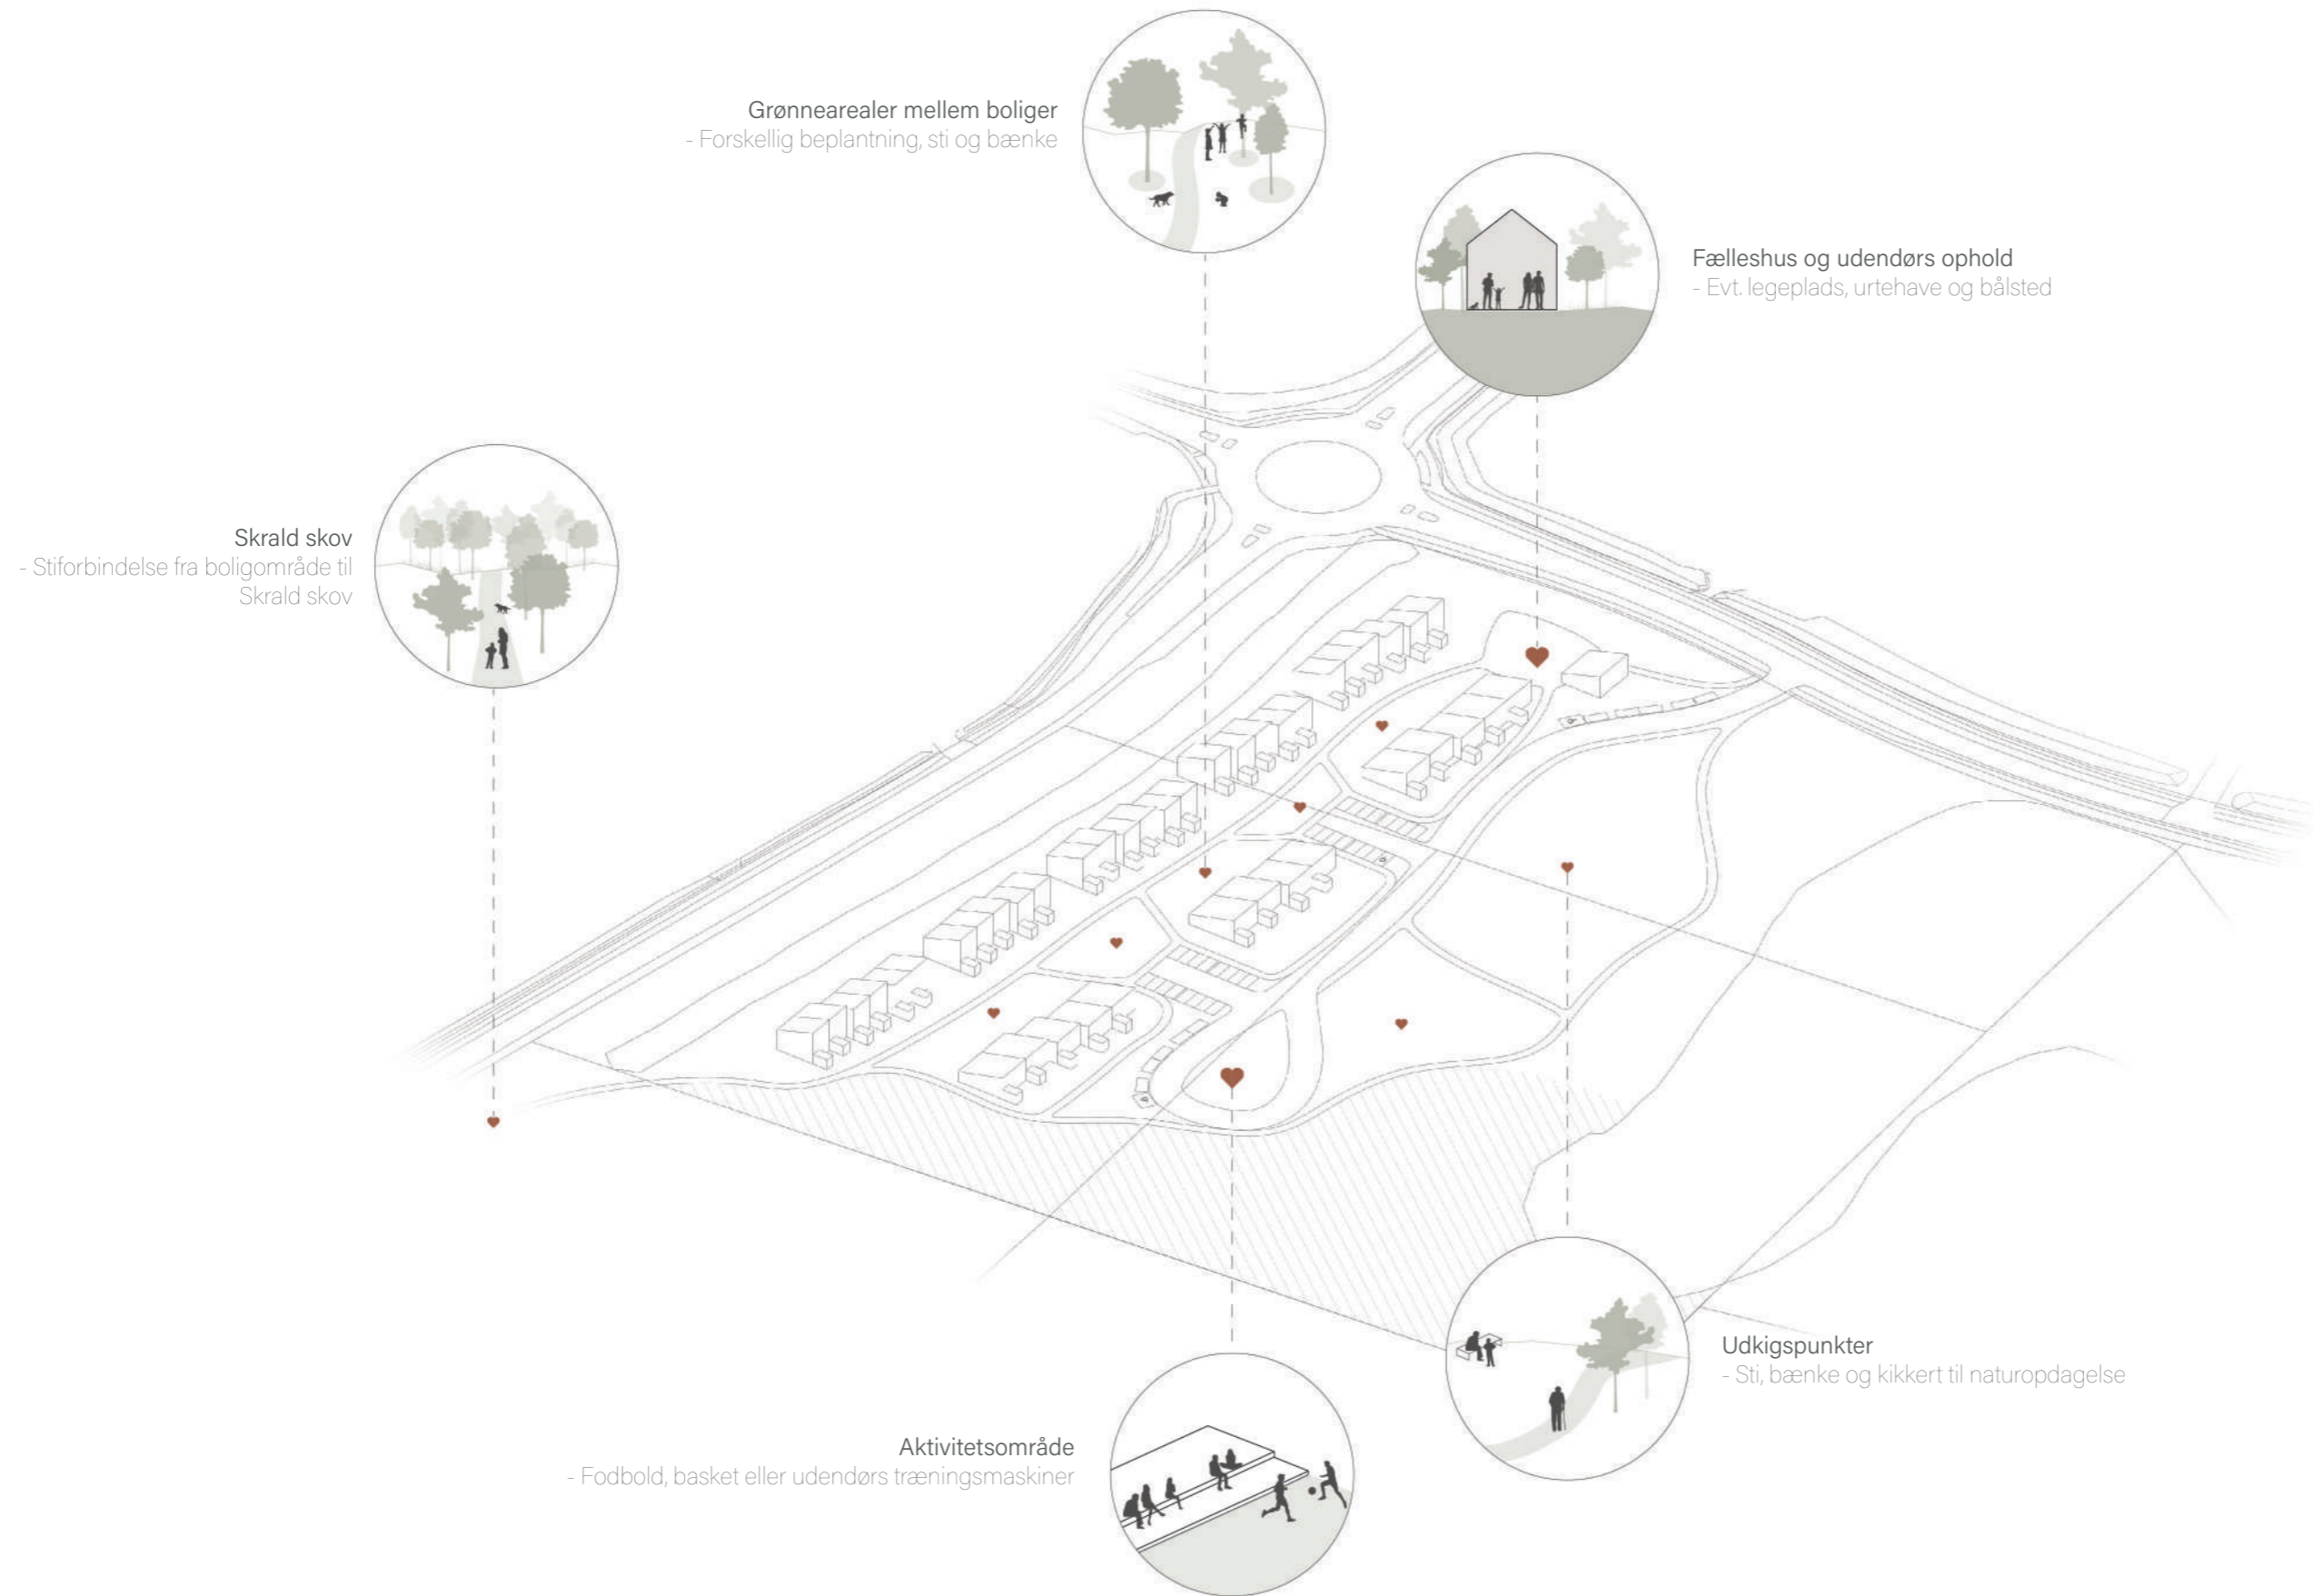 Grønnearealer mellem boliger
- Forskellig beplantning, sti og bænke
Fælleshus og udendørs ophold
- Evt. legeplads, urtehave og bålsted
Skrald skov
- Stiforbindelse fra boligområde til
Skrald skov
Udkigspunkter
- Sti, bænke og kikkert til naturopdagelse
Aktivitetsområde
- Fodbold, basket eller udendørs træningsmaskiner